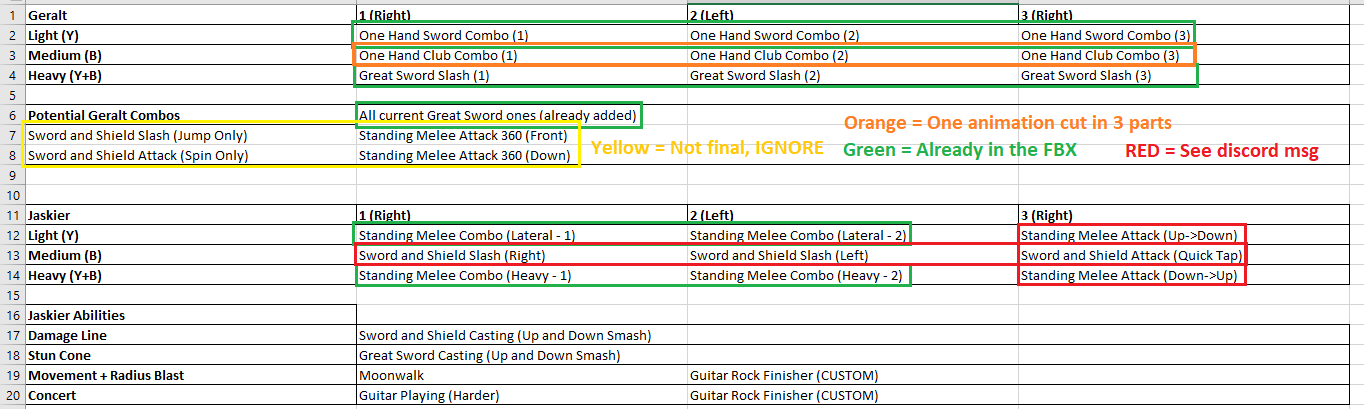 1 Geralt 1 (Right) 2 (Left) 3 (Right)
2 Light (Y) One Hand Sword Combo (1) One Hand Sword Combo (2) One Hand Sword Combo (3)
3 Medium (B) One Hand Club Combo (1) One Hand Club Combo (2) One Hand Club Combo (3)
4 Heavy (Y+B) Great Sword Slash (1) Great Sword Slash (2) Great Sword Slash (3)
5
6 Potential Geralt Combos All current Great Sword ones (already added) Orange = One animation cut in 3 parts
7 Sword and Shield Slash (Jump Only) Standing Melee Attack 360 (Front)
8 Sword and Shield Attack (Spin Only) Standing Melee Attack 360 (Down) Yellow = Not final, IGNORE Green = Already in the FBX RED = See discord msg
9
10
11 Jaskier 1 (Right) 2 (Left) 3 (Right)
12 Light (Y) Standing Melee Combo (Lateral - 1) Standing Melee Combo (Lateral - 2) Standing Melee Attack (Up->Down)
13 Medium (B) Sword and Shield Slash (Right) Sword and Shield Slash (Left) Sword and Shield Attack (Quick Tap)
14 Heavy (Y+B) Standing Melee Combo (Heavy - 1) Standing Melee Combo (Heavy - 2) Standing Melee Attack (Down->Up)
15
16 Jaskier Abilities
17 Damage Line Sword and Shield Casting (Up and Down Smash)
18 Stun Cone Great Sword Casting (Up and Down Smash)
19 Movement + Radius Blast Moonwalk Guitar Rock Finisher (CUSTOM)
20 Concert Guitar Playing (Harder) Guitar Rock Finisher (CUSTOM)